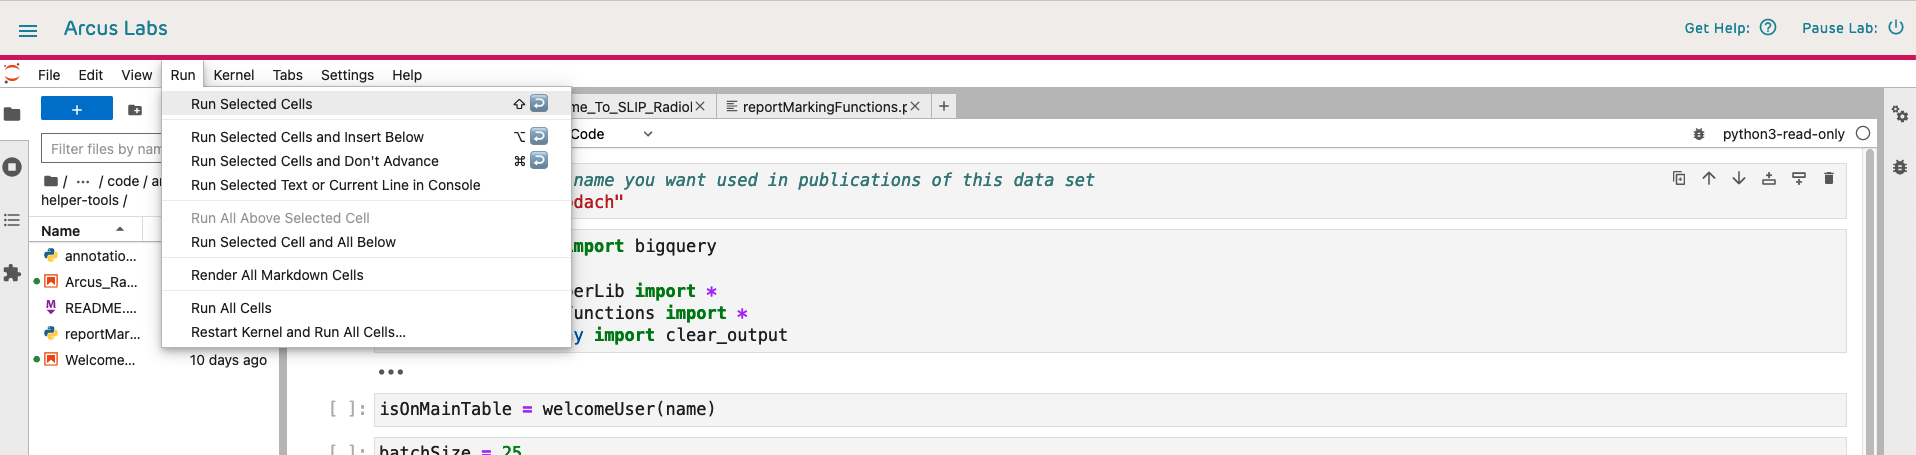 Arcus Labs
Get Help:
Pause Lab:
File Edit View Run Kernel Tabs Settings Help
Run Selected Cells ⇧
Run Selected Cells and Insert Below ⌥
Run Selected Cells and Don't Advance ⌘
Run Selected Text or Current Line in Console
Run All Above Selected Cell
Run Selected Cell and All Below
Render All Markdown Cells
Run All Cells
Restart Kernel and Run All Cells...
+
Filter files by nam
/ ... / code / ar
helper-tools /
Name
annotatio...
Arcus_Ra...
README....
reportMar...
Welcome... 10 days ago
me_To_SLIP_Radiol
reportMarkingFunctions.p
Code
python3-read-only
name you want used in publications of this data set
dach"
import bigquery
erLib import *
Functions import *
y import clear_output
•••
[ ]: isOnMainTable = welcomeUser(name)
[ ]: batchSize = 25